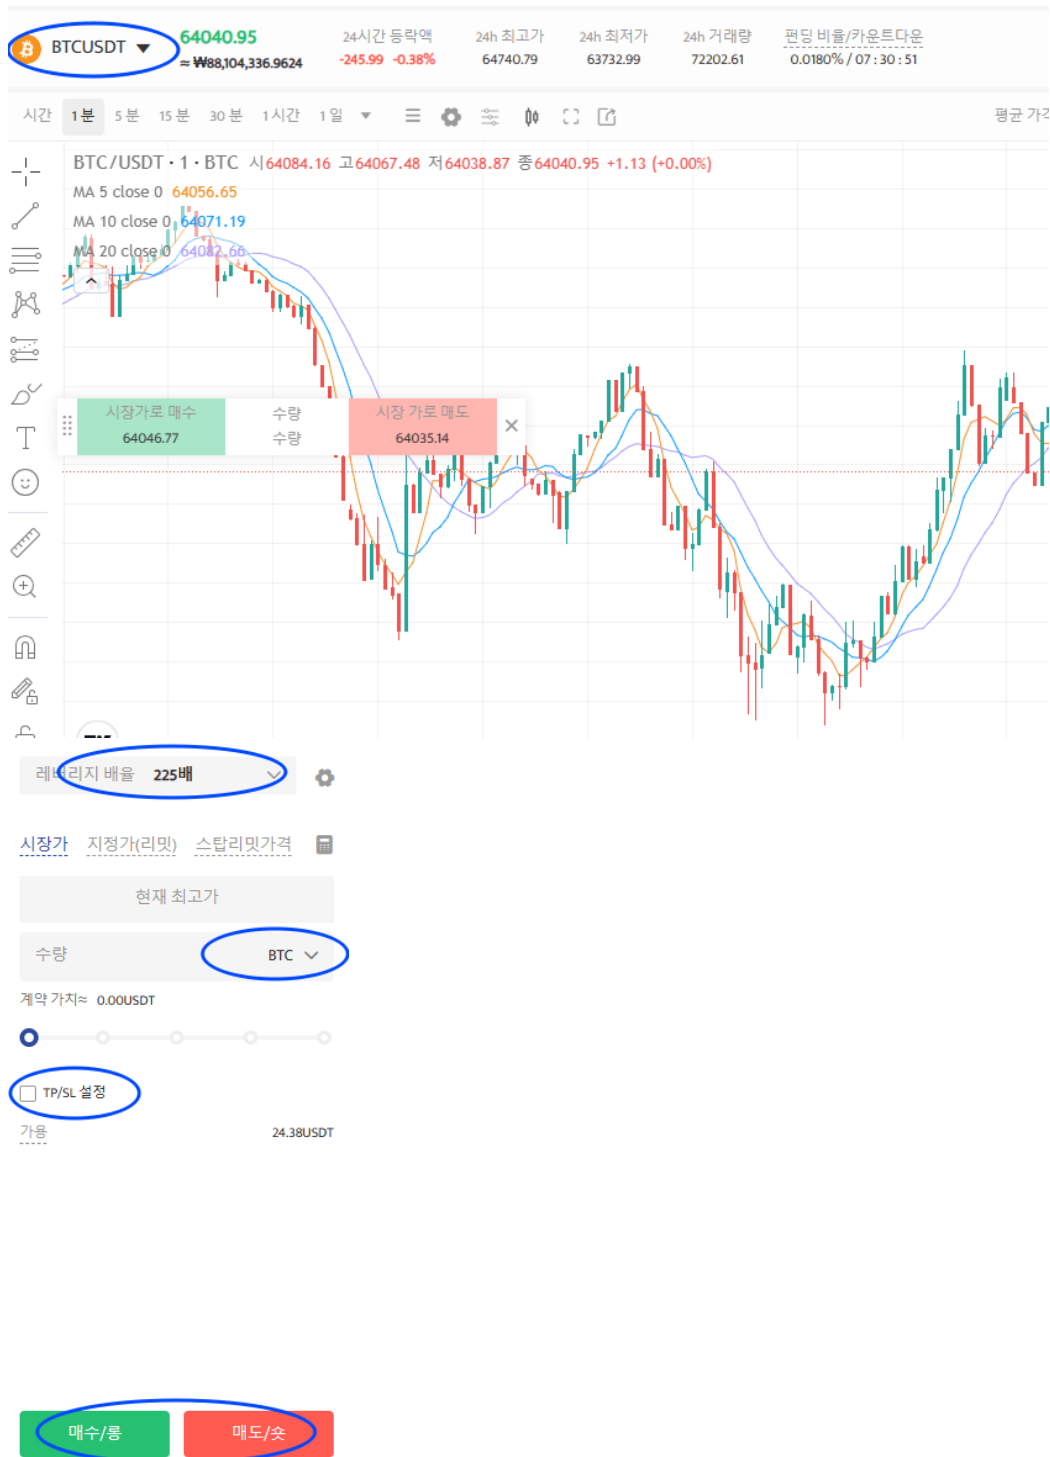 BTCUSDT ▼ 64040.95 24시간 등락액 24h 최고가 24h 최저가 24h 거래량 펀딩 비율/카운트다운
≈ ₩88,104,336.9624 -245.99 -0.38% 64740.79 63732.99 72202.61 0.0180% / 07 : 30 : 51
시간 1분 5분 15분 30분 1시간 1일 ▼ 평균 가격
BTC/USDT · 1 · BTC 시64084.16 고64067.48 저64038.87 종64040.95 +1.13 (+0.00%)
MA 5 close 0 64056.65
MA 10 close 0 64071.19
MA 20 close 0 64082.66
시장가로 매수 수량 시장 가로 매도
64046.77 수량 64035.14
레버리지 배율 225배
시장가 지정가(리밋) 스탑리밋가격
현재 최고가
수량 BTC
계약 가치≈ 0.00USDT
TP/SL 설정
가용 24.38USDT
매수/롱 매도/숏